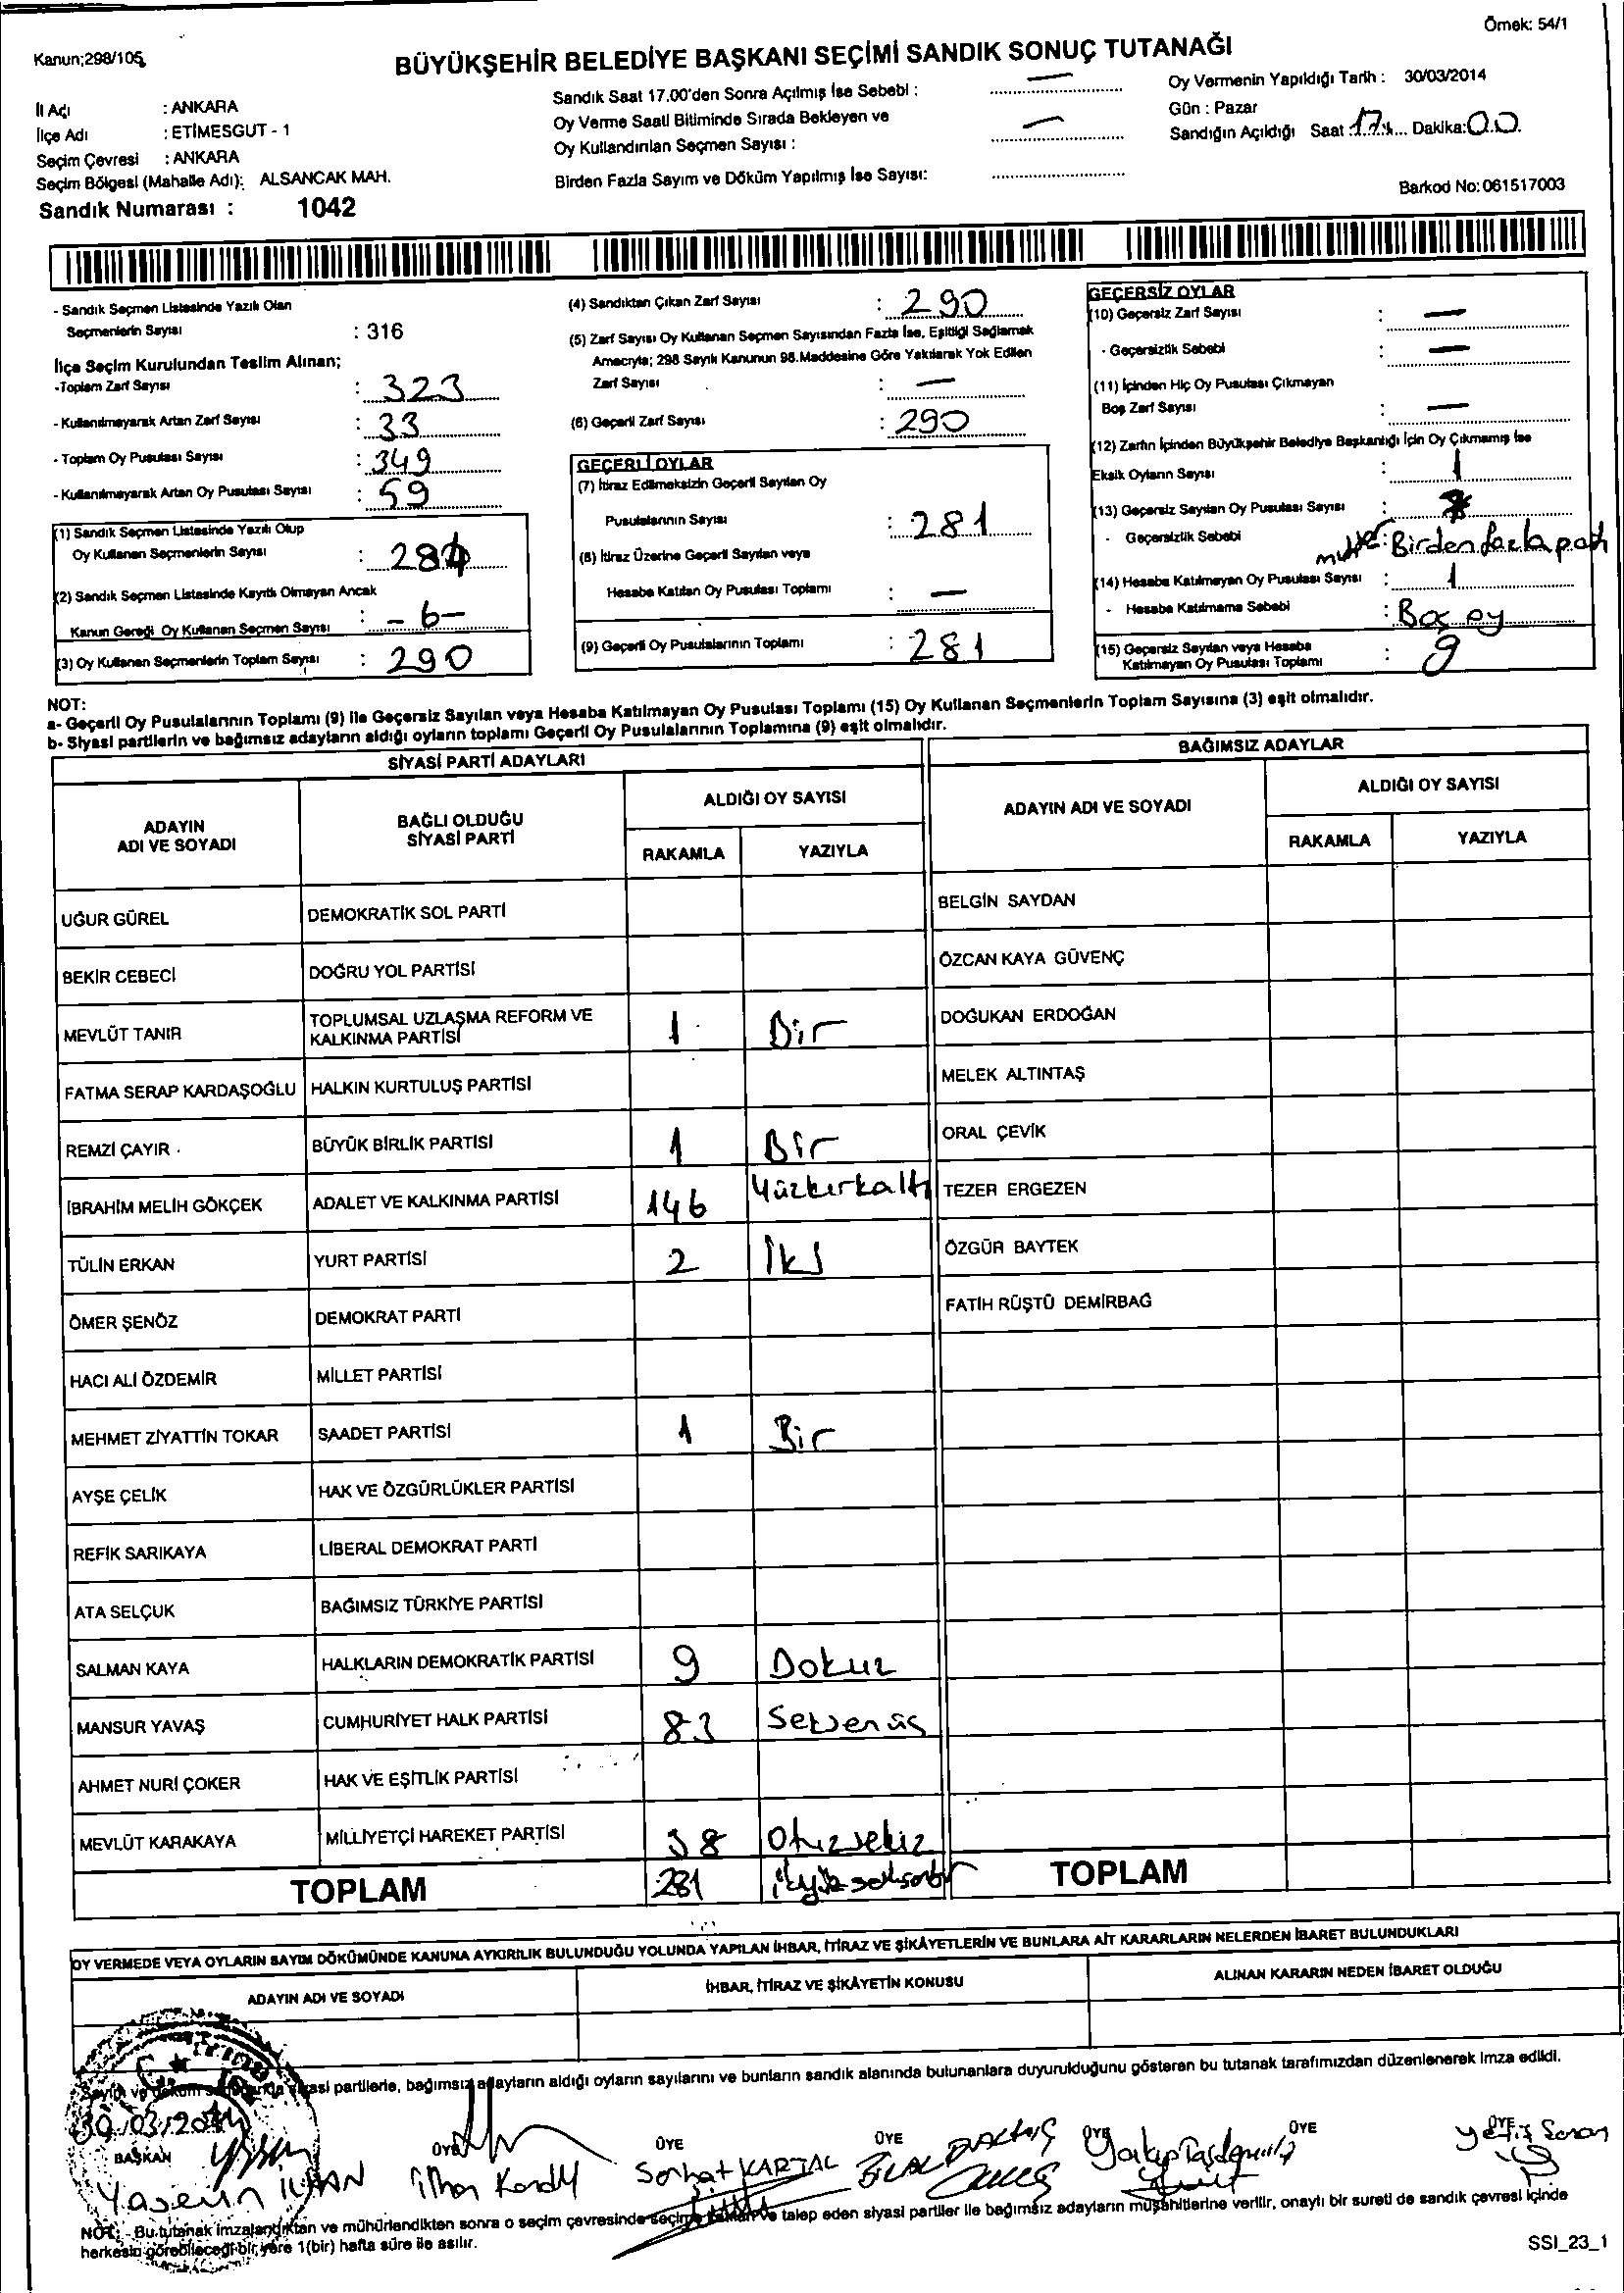 Örnek: 54/1
Kanun;298/105
BÜYÜKŞEHİR BELEDİYE BAŞKANI SEÇİMİ SANDIK SONUÇ TUTANAĞI
İl Adı : ANKARA
İlçe Adı : ETİMESGUT - 1
Seçim Çevresi : ANKARA
Seçim Bölgesi (Mahalle Adı): ALSANCAK MAH.
Sandık Numarası : 1042
Sandık Saat 17.00'den Sonra Açılmış İse Sebebi : —
Oy Verme Saati Bitiminde Sırada Bekleyen ve
Oy Kullandırılan Seçmen Sayısı : —
Birden Fazla Sayım ve Döküm Yapılmış İse Sayısı:
Oy Vermenin Yapıldığı Tarih : 30/03/2014
Gün : Pazar
Sandığın Açıldığı Saat :17 Dakika:00
Barkod No:061517003
- Sandık Seçmen Listesinde Yazılı Olan
Seçmenlerin Sayısı : 316
İlçe Seçim Kurulundan Teslim Alınan;
-Toplam Zarf Sayısı : 323
- Kullanılmayarak Artan Zarf Sayısı : 33
- Toplam Oy Pusulası Sayısı : 349
- Kullanılmayarak Artan Oy Pusulası Sayısı : 59
(1) Sandık Seçmen Listesinde Yazılı Olup
Oy Kullanan Seçmenlerin Sayısı : 284
(2) Sandık Seçmen Listesinde Kayıtlı Olmayan Ancak
Kanun Gereği Oy Kullanan Seçmen Sayısı : - 6 -
(3) Oy Kullanan Seçmenlerin Toplam Sayısı : 290
(4) Sandıktan Çıkan Zarf Sayısı : 290
(5) Zarf Sayısı Oy Kullanan Seçmen Sayısından Fazla İse, Eşitliği Sağlamak
Amacıyla; 298 Sayılı Kanunun 98.Maddesine Göre Yakılarak Yok Edilen
Zarf Sayısı : —
(6) Geçerli Zarf Sayısı : 290
GEÇERLİ OYLAR
(7) İtiraz Edilmeksizin Geçerli Sayılan Oy
Pusulalarının Sayısı : 281
(8) İtiraz Üzerine Geçerli Sayılan veya
Hesaba Katılan Oy Pusulası Toplamı : —
(9) Geçerli Oy Pusulalarının Toplamı : 281
GEÇERSİZ OYLAR
(10) Geçersiz Zarf Sayısı : —
- Geçersizlik Sebebi : —
(11) İçinden Hiç Oy Pusulası Çıkmayan
Boş Zarf Sayısı : —
(12) Zarfın İçinden Büyükşehir Belediye Başkanlığı İçin Oy Çıkmamış İse
Eksik Oyların Sayısı : 1
(13) Geçersiz Sayılan Oy Pusulası Sayısı :
- Geçersizlik Sebebi : Birden fazla parti
(14) Hesaba Katılmayan Oy Pusulası Sayısı : 1
- Hesaba Katılmama Sebebi : Boş oy
(15) Geçersiz Sayılan veya Hesaba
Katılmayan Oy Pusulası Toplamı : 9
NOT:
a- Geçerli Oy Pusulalarının Toplamı (9) ile Geçersiz Sayılan veya Hesaba Katılmayan Oy Pusulası Toplamı (15) Oy Kullanan Seçmenlerin Toplam Sayısına (3) eşit olmalıdır.
b- Siyasi partilerin ve bağımsız adayların aldığı oyların toplamı Geçerli Oy Pusulalarının Toplamına (9) eşit olmalıdır.
SİYASİ PARTİ ADAYLARI
ADAYIN ADI VE SOYADI
BAĞLI OLDUĞU SİYASİ PARTİ
ALDIĞI OY SAYISI
RAKAMLA YAZIYLA
UĞUR GÜREL DEMOKRATİK SOL PARTİ
BEKİR CEBECİ DOĞRU YOL PARTİSİ
MEVLÜT TANIR TOPLUMSAL UZLAŞMA REFORM VE KALKINMA PARTİSİ 1 Bir
FATMA SERAP KARDAŞOĞLU HALKIN KURTULUŞ PARTİSİ
REMZİ ÇAYIR BÜYÜK BİRLİK PARTİSİ 1 Bir
İBRAHİM MELİH GÖKÇEK ADALET VE KALKINMA PARTİSİ 146 Yüzkırkaltı
TÜLİN ERKAN YURT PARTİSİ 2 İki
ÖMER ŞENÖZ DEMOKRAT PARTİ
HACI ALİ ÖZDEMİR MİLLET PARTİSİ
MEHMET ZİYATTİN TOKAR SAADET PARTİSİ 1 Bir
AYŞE ÇELİK HAK VE ÖZGÜRLÜKLER PARTİSİ
REFİK SARIKAYA LİBERAL DEMOKRAT PARTİ
ATA SELÇUK BAĞIMSIZ TÜRKİYE PARTİSİ
SALMAN KAYA HALKLARIN DEMOKRATİK PARTİSİ 9 Dokuz
MANSUR YAVAŞ CUMHURİYET HALK PARTİSİ 83 Seksenüç
AHMET NURİ ÇOKER HAK VE EŞİTLİK PARTİSİ
MEVLÜT KARAKAYA MİLLİYETÇİ HAREKET PARTİSİ 38 Otuzsekiz
TOPLAM 281 ikiyüzseksenbir
BAĞIMSIZ ADAYLAR
ADAYIN ADI VE SOYADI
ALDIĞI OY SAYISI
RAKAMLA YAZIYLA
BELGİN SAYDAN
ÖZCAN KAYA GÜVENÇ
DOĞUKAN ERDOĞAN
MELEK ALTINTAŞ
ORAL ÇEVİK
TEZER ERGEZEN
ÖZGÜR BAYTEK
FATİH RÜŞTÜ DEMİRBAĞ
TOPLAM
OY VERMEDE VEYA OYLARIN SAYIM DÖKÜMÜNDE KANUNA AYKIRILIK BULUNDUĞU YOLUNDA YAPILAN İHBAR, İTİRAZ VE ŞİKÂYETLERİN VE BUNLARA AİT KARARLARIN NELERDEN İBARET BULUNDUKLARI
ADAYIN ADI VE SOYADI İHBAR, İTİRAZ VE ŞİKÂYETİN KONUSU ALINAN KARARIN NEDEN İBARET OLDUĞU
Sayım ve döküm sonucunda siyasi partilerle, bağımsız adayların aldığı oyların sayılarını ve bunların sandık alanında bulunanlara duyurulduğunu gösteren bu tutanak tarafımızdan düzenlenerek imza edildi.
30/03/2014
BAŞKAN ÜYE ÜYE ÜYE ÜYE ÜYE ÜYE
Serhat KARTAL
NOT: - Bu tutanak imzalandıktan ve mühürlendikten sonra o seçim çevresinde seçime katılan ve talep eden siyasi partiler ile bağımsız adayların müşahitlerine verilir, onaylı bir sureti de sandık çevresi içinde
herkesin görebileceği bir yere 1(bir) hafta süre ile asılır.
SSI_23_1